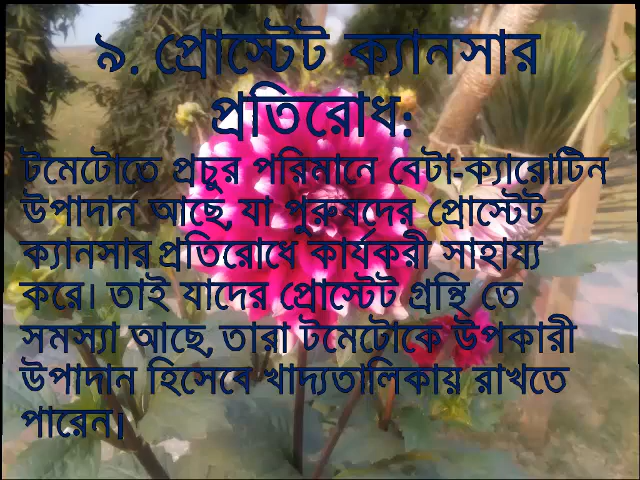 ৯. প্রোস্টেট ক্যানসার
প্রতিরোধ:
টমেটোতে প্রচুর পরিমানে বেটা-ক্যারোটিন
উপাদান আছে, যা পুরুষদের প্রোস্টেট
ক্যানসার প্রতিরোধে কার্যকরী সাহায্য
করে। তাই যাদের প্রোস্টেট গ্রন্থি তে
সমস্যা আছে, তারা টমেটোকে উপকারী
উপাদান হিসেবে খাদ্যতালিকায় রাখতে
পারেন।